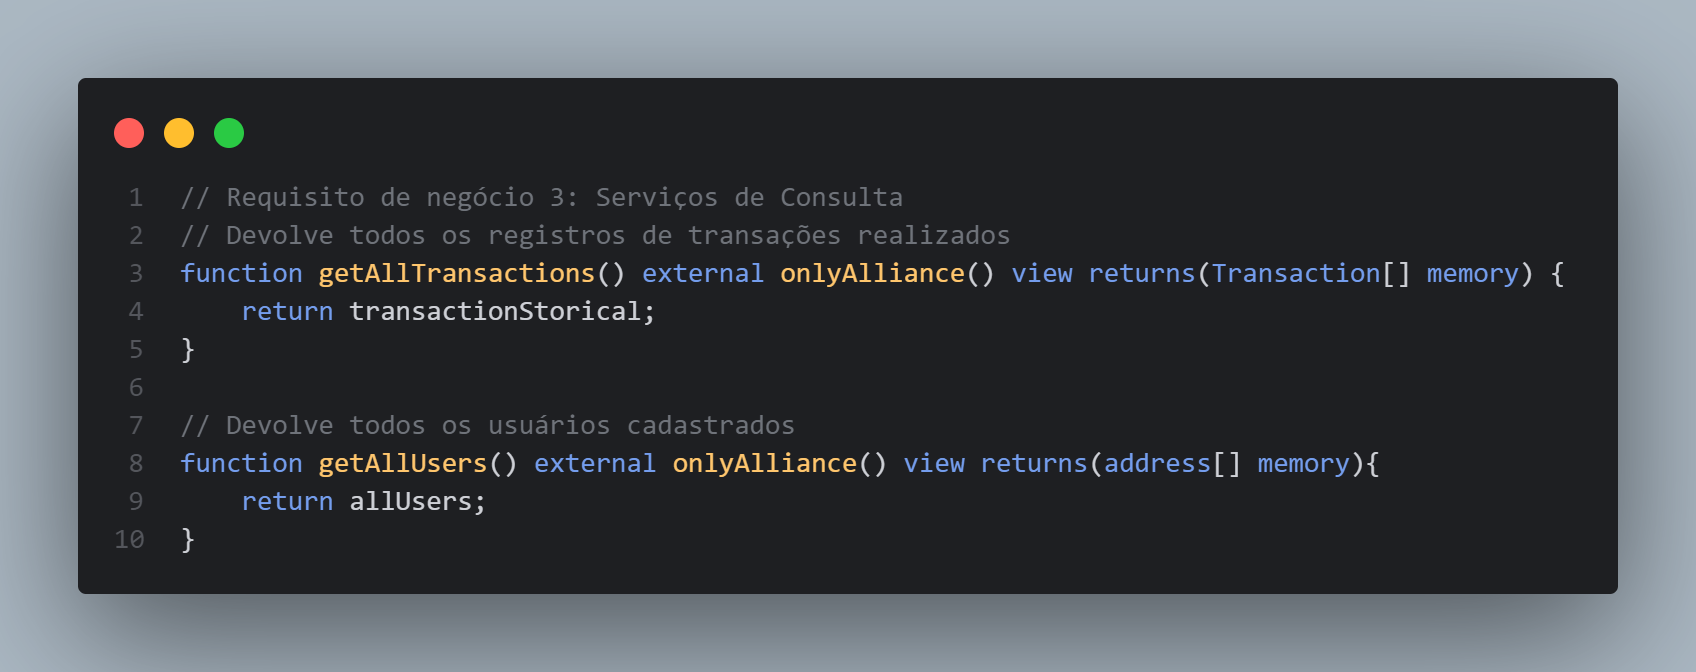 1 // Requisito de negócio 3: Serviços de Consulta
2 // Devolve todos os registros de transações realizados
3 function getAllTransactions() external onlyAlliance() view returns(Transaction[] memory) {
4     return transactionStorical;
5 }
6
7 // Devolve todos os usuários cadastrados
8 function getAllUsers() external onlyAlliance() view returns(address[] memory){
9     return allUsers;
10 }